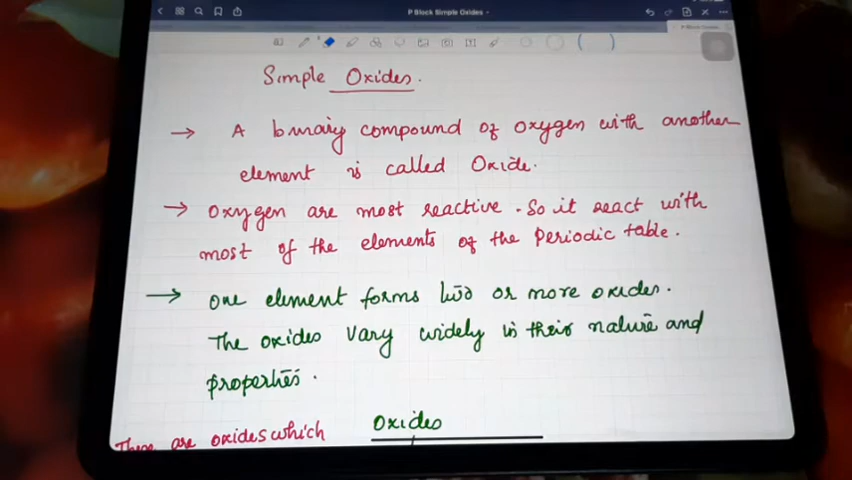 P Block Simple Oxides
Simple Oxides.
→ A binary compound of oxygen with another
element is called Oxide.
→ Oxygen are most reactive. So it react with
most of the elements of the Periodic table.
→ One element forms two or more oxides.
The oxides vary widely in their nature and
properties.
Oxides
There are oxides which